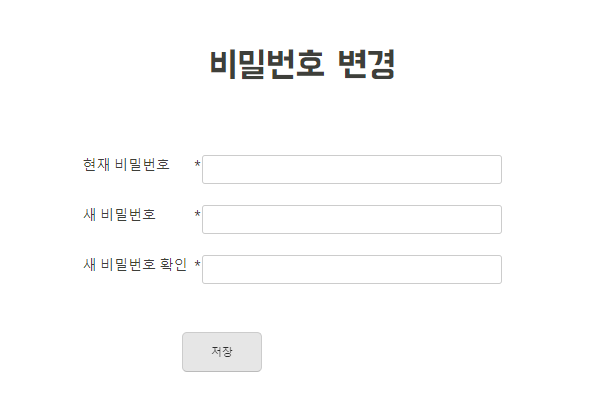 비밀번호 변경
현재 비밀번호 *
새 비밀번호 *
새 비밀번호 확인 *
저장